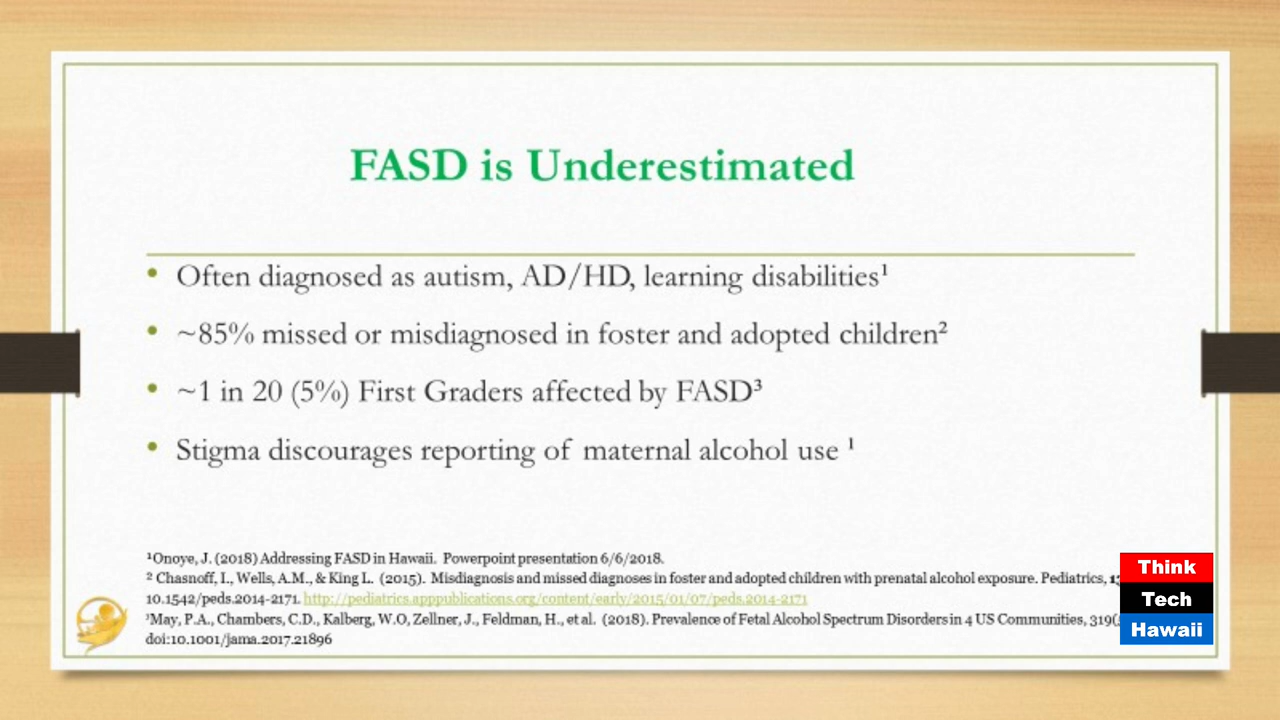 FASD is Underestimated
• Often diagnosed as autism, AD/HD, learning disabilities¹
• ~85% missed or misdiagnosed in foster and adopted children²
• ~1 in 20 (5%) First Graders affected by FASD³
• Stigma discourages reporting of maternal alcohol use ¹
¹Onoye, J. (2018) Addressing FASD in Hawaii. Powerpoint presentation 6/6/2018.
² Chasnoff, I., Wells, A.M., & King L. (2015). Misdiagnosis and missed diagnoses in foster and adopted children with prenatal alcohol exposure. Pediatrics,
10.1542/peds.2014-2171. http://pediatrics.apppublications.org/content/early/2015/01/07/peds.2014-2171
³May, P.A., Chambers, C.D., Kalberg, W.O, Zellner, J., Feldman, H., et al. (2018). Prevalence of Fetal Alcohol Spectrum Disorders in 4 US Communities, 319(
doi:10.1001/jama.2017.21896
Think
Tech
Hawaii